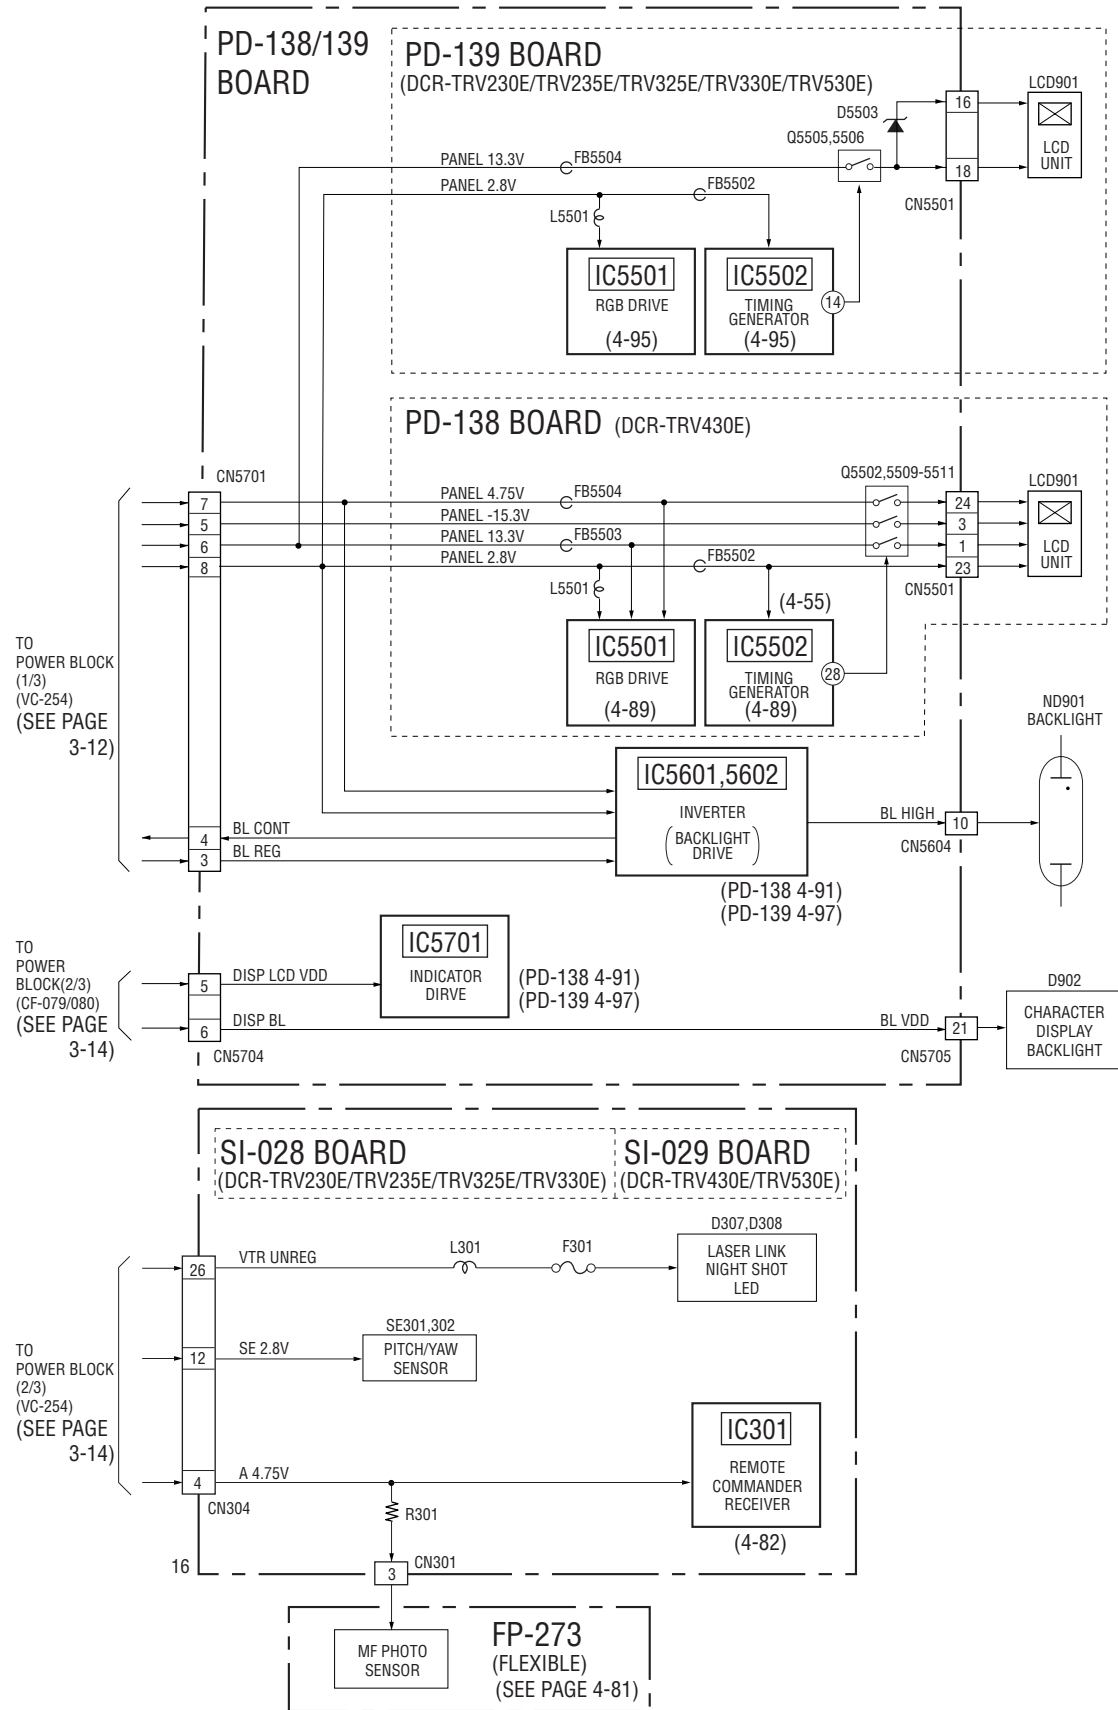 PD-138/139
BOARD
PD-139 BOARD
(DCR-TRV230E/TRV235E/TRV325E/TRV330E/TRV530E)
D5503
16
LCD901
LCD
UNIT
Q5505,5506
PANEL 13.3V
FB5504
18
CN5501
PANEL 2.8V
FB5502
L5501
IC5501
RGB DRIVE
(4-95)
IC5502
TIMING
GENERATOR
(4-95)
14
PD-138 BOARD (DCR-TRV430E)
CN5701
Q5502,5509-5511
LCD901
7
PANEL 4.75V
FB5504
24
5
PANEL -15.3V
3
6
PANEL 13.3V
FB5503
1
LCD
UNIT
8
PANEL 2.8V
FB5502
23
CN5501
L5501
(4-55)
IC5501
RGB DRIVE
(4-89)
IC5502
TIMING
GENERATOR
(4-89)
28
TO
POWER BLOCK
(1/3)
(VC-254)
(SEE PAGE
3-12)
ND901
BACKLIGHT
IC5601,5602
INVERTER
BACKLIGHT
DRIVE
BL HIGH
10
CN5604
4
BL CONT
3
BL REG
(PD-138 4-91)
(PD-139 4-97)
TO
POWER
BLOCK(2/3)
(CF-079/080)
(SEE PAGE
3-14)
IC5701
INDICATOR
DIRVE
(PD-138 4-91)
(PD-139 4-97)
5
DISP LCD VDD
6
DISP BL
CN5704
BL VDD
21
CN5705
D902
CHARACTER
DISPLAY
BACKLIGHT
SI-028 BOARD
(DCR-TRV230E/TRV235E/TRV325E/TRV330E)
SI-029 BOARD
(DCR-TRV430E/TRV530E)
26
VTR UNREG
L301
F301
D307,D308
LASER LINK
NIGHT SHOT
LED
12
SE 2.8V
SE301,302
PITCH/YAW
SENSOR
TO
POWER BLOCK
(2/3)
(VC-254)
(SEE PAGE
3-14)
IC301
REMOTE
COMMANDER
RECEIVER
(4-82)
4
A 4.75V
CN304
R301
16
3
CN301
MF PHOTO
SENSOR
FP-273
(FLEXIBLE)
(SEE PAGE 4-81)